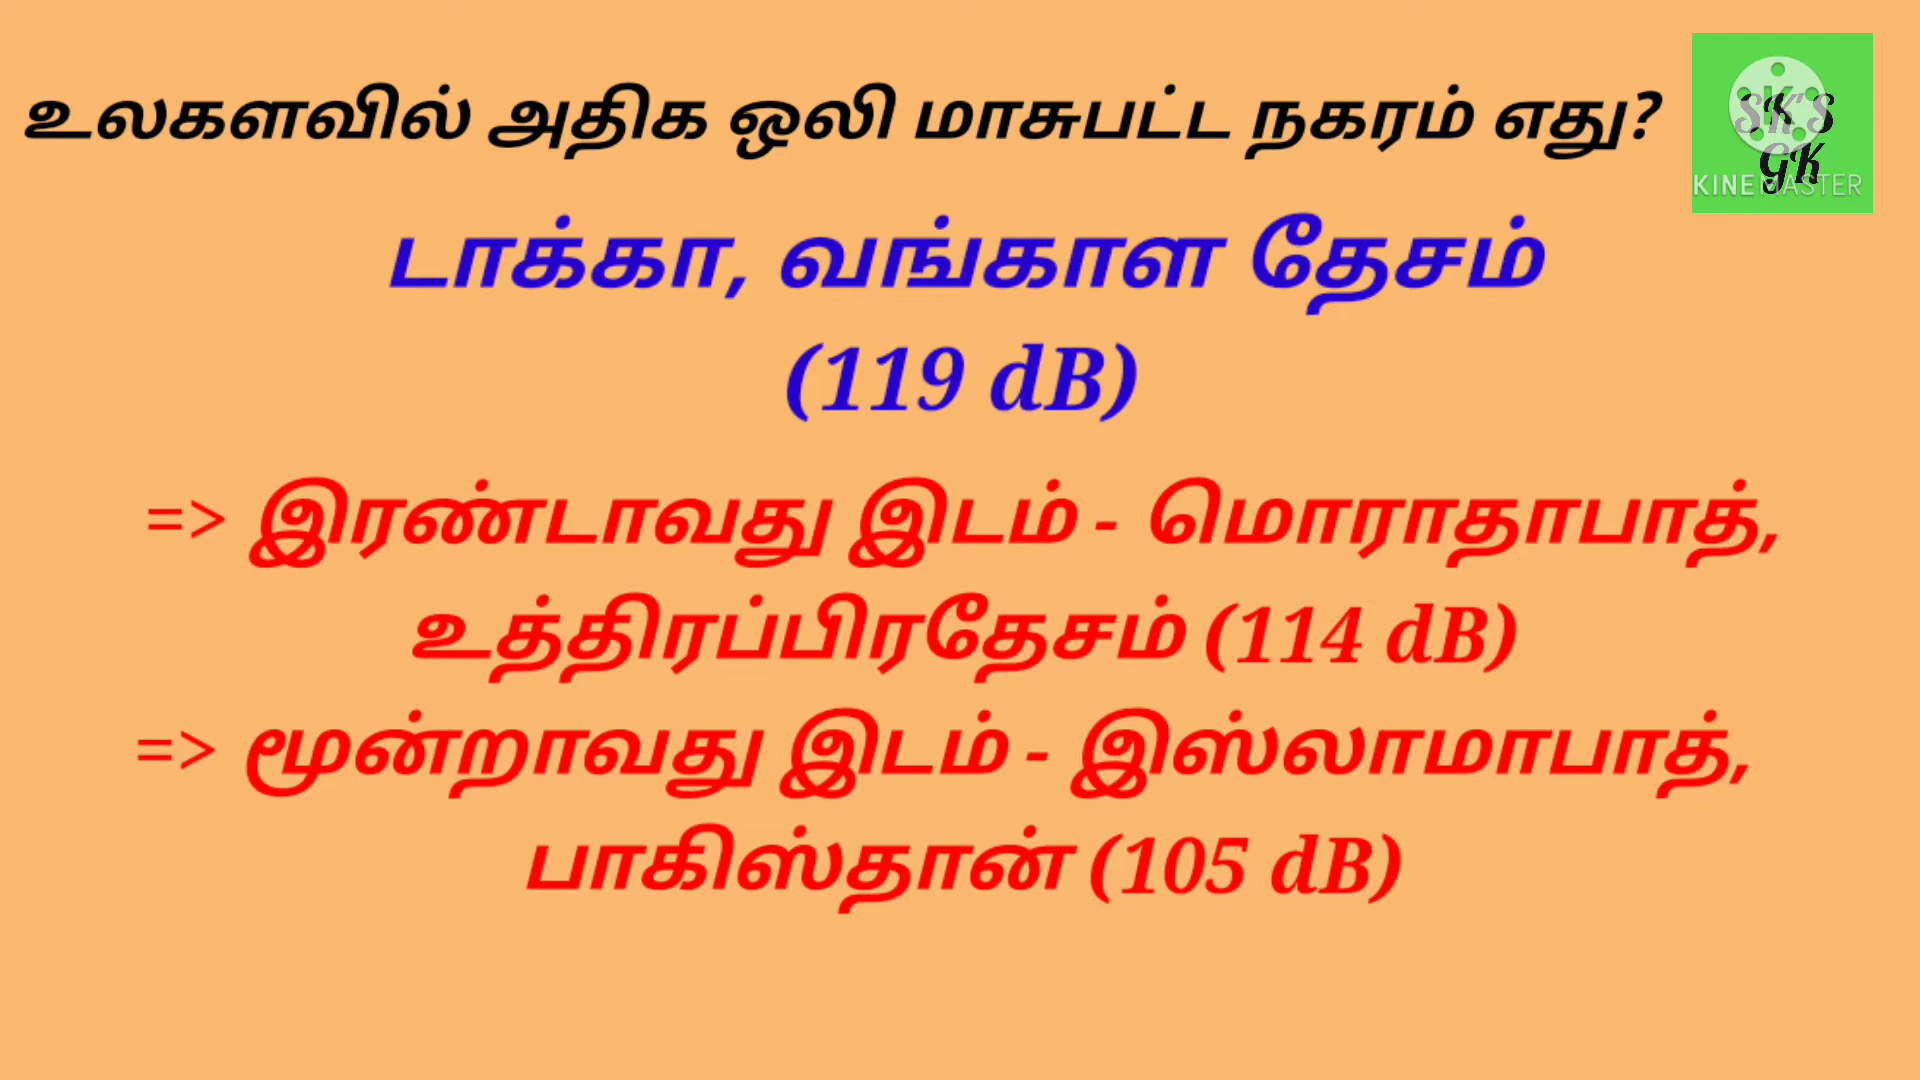 உலகளவில் அதிக ஒலி மாசுபட்ட நகரம் எது?
SK'S
GK
KINEMASTER
டாக்கா, வங்காள தேசம்
(119 dB)
=> இரண்டாவது இடம் - மொராதாபாத்,
உத்திரப்பிரதேசம் (114 dB)
=> மூன்றாவது இடம் - இஸ்லாமாபாத்,
பாகிஸ்தான் (105 dB)